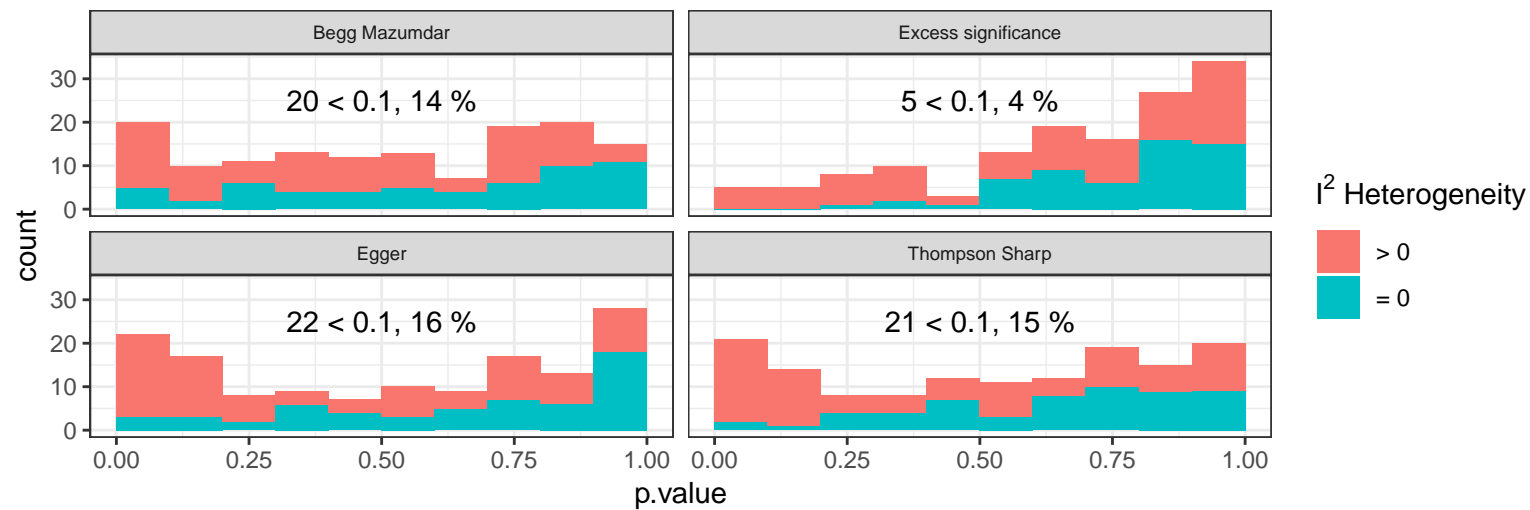 Begg Mazumdar
Excess significance
20 < 0.1, 14 %
5 < 0.1, 4 %
30
20
10
0
Egger
Thompson Sharp
22 < 0.1, 16 %
21 < 0.1, 15 %
30
20
10
0
0.00 0.25 0.50 0.75 1.00
0.00 0.25 0.50 0.75 1.00
p.value
count
I² Heterogeneity
> 0
= 0